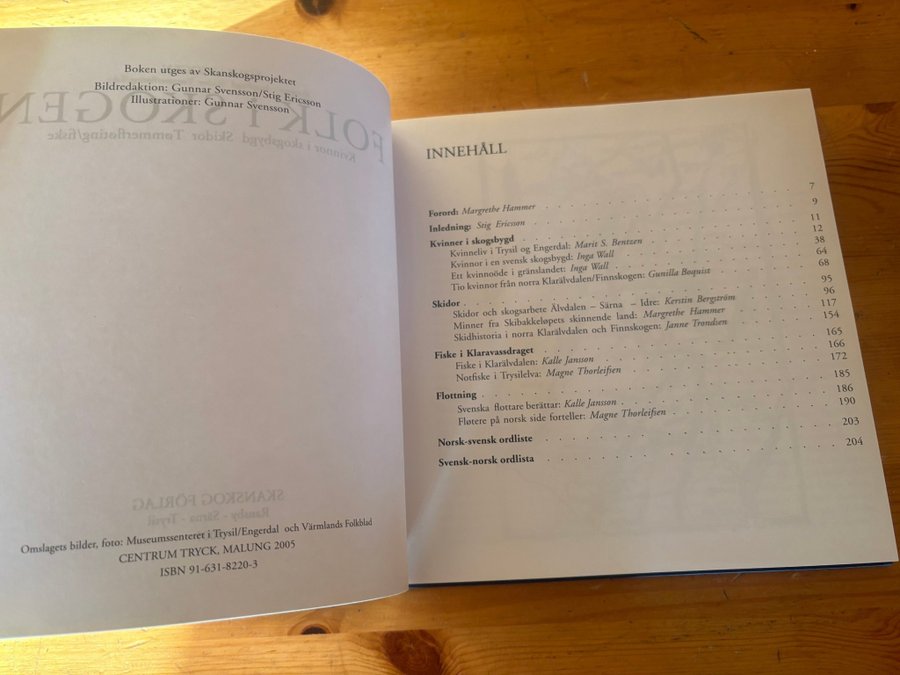 Boken utges av Skanskogsprojektet
Bildredaktion: Gunnar Svensson/Stig Ericsson
Illustrationer: Gunnar Svensson
FOLK I SKOGEN
Kvinnor i skogsbygd Skidor Tømmerfløting/fiske
SKANSKOG FÖRLAG
Ransby - Särna - Trysil
Omslagets bilder, foto: Museumssenteret i Trysil/Engerdal och Värmlands Folkblad
CENTRUM TRYCK, MALUNG 2005
ISBN 91-631-8220-3
INNEHÅLL
Forord: Margrethe Hammer 7
Inledning: Stig Ericsson 9
Kvinner i skogsbygd 11
Kvinneliv i Trysil og Engerdal: Marit S. Bentzen 12
Kvinnor i en svensk skogsbygd: Inga Wall 38
Ett kvinnoöde i gränslandet: Inga Wall 64
Tio kvinnor från norra Klarälvdalen/Finnskogen: Gunilla Boquist 68
Skidor 95
Skidor och skogsarbete Älvdalen – Särna – Idre: Kerstin Bergström 96
Minner fra Skibakkeløpets skinnende land: Margrethe Hammer 117
Skidhistoria i norra Klarälvdalen och Finnskogen: Janne Trondsen 154
Fiske i Klaravassdraget 165
Fiske i Klarälvdalen: Kalle Jansson 166
Notfiske i Trysilelva: Magne Thorleifsen 172
Flottning 185
Svenska flottare berättar: Kalle Jansson 186
Fløtere på norsk side forteller: Magne Thorleifsen 190
Norsk-svensk ordliste 203
Svensk-norsk ordlista 204